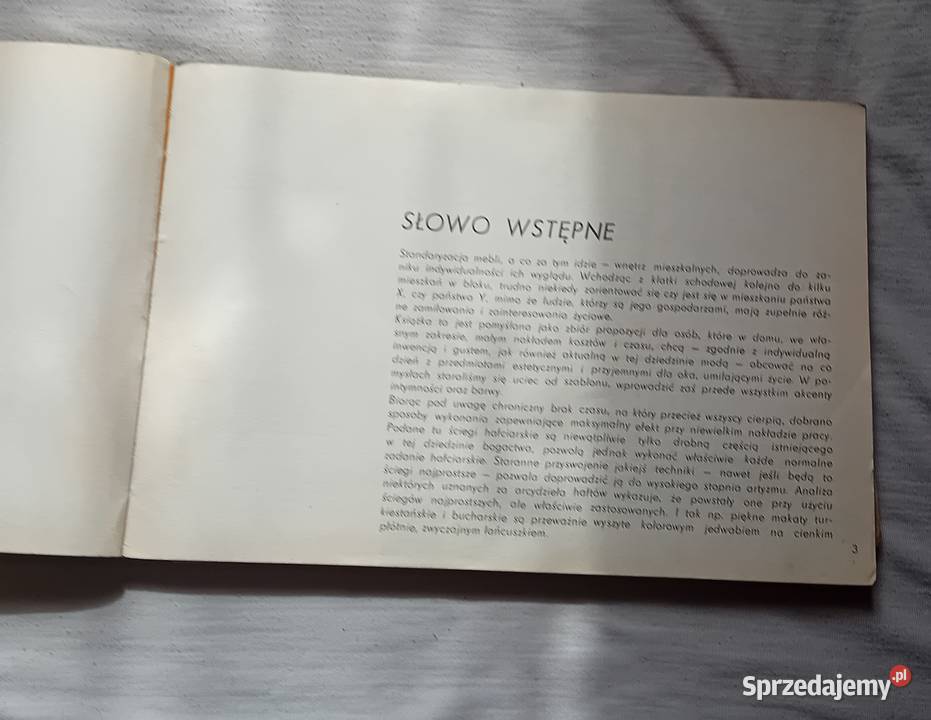 SŁOWO WSTĘPNE
Standaryzacja mebli, a co za tym idzie – wnętrz mieszkalnych, doprowadza do za-
niku indywidualności ich wyglądu. Wchodząc z klatki schodowej kolejno do kilku
mieszkań w bloku, trudno niekiedy zorientować się czy jest się w mieszkaniu państwa
X, czy państwa Y, mimo że ludzie, którzy są jego gospodarzami, mają zupełnie róż-
ne zamiłowania i zainteresowania życiowe.
Książka ta jest pomyślana jako zbiór propozycji dla osób, które w domu, we wła-
snym zakresie, małym nakładem kosztów i czasu, chcą – zgodnie z indywidualną
inwencją i gustem, jak również aktualną w tej dziedzinie modą – obcować na co
dzień z przedmiotami estetycznymi i przyjemnymi dla oka, umilającymi życie. W po-
mysłach staraliśmy się uciec od szablonu, wprowadzić zaś przede wszystkim akcenty
intymności oraz barwy.
Biorąc pod uwagę chroniczny brak czasu, na który przecież wszyscy cierpią, dobrano
sposoby wykonania zapewniające maksymalny efekt przy niewielkim nakładzie pracy.
Podane tu ściegi hafciarskie są niewątpliwie tylko drobną częścią istniejącego
w tej dziedzinie bogactwa, pozwolą jednak wykonać właściwie każde normalne
zadanie hafciarskie. Staranne przyswojenie jakiejś techniki – nawet jeśli będą to
ściegi najprostsze – pozwala doprowadzić ją do wysokiego stopnia artyzmu. Analiza
niektórych uznanych za arcydzieła haftów wykazuje, że powstały one przy użyciu
ściegów najprostszych, ale właściwie zastosowanych. I tak np. piękne makaty tur-
kiestańskie i bucharskie są przeważnie wyszyte kolorowym jedwabiem na cienkim
płótnie, zwyczajnym łańcuszkiem.
3
Sprzedajemy.pl